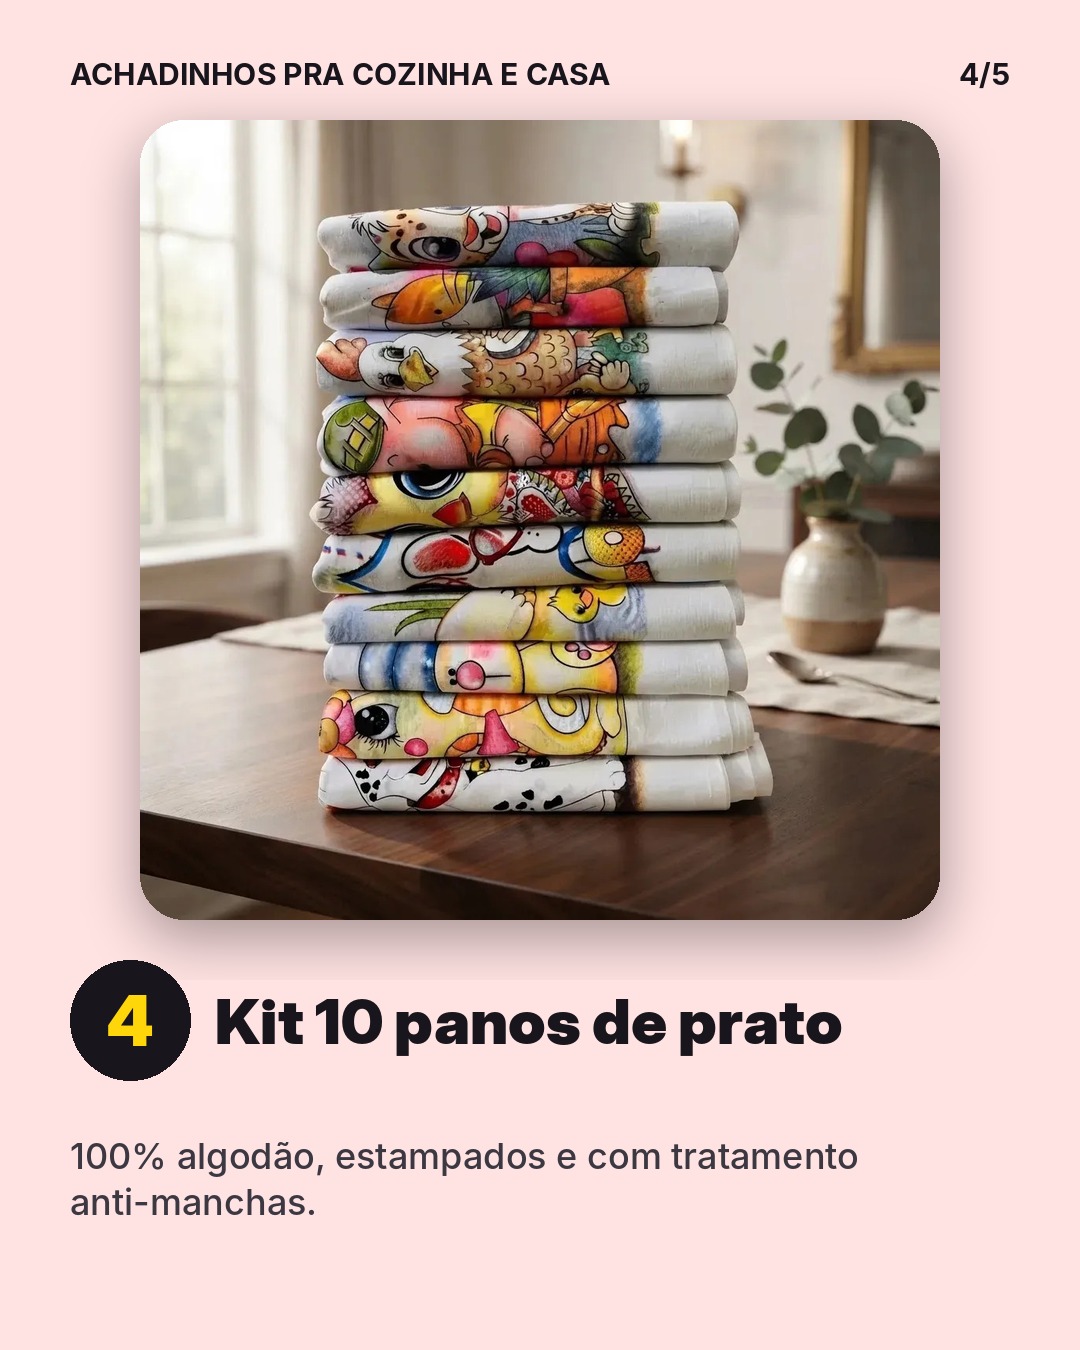 ACHADINHOS PRA COZINHA E CASA
4/5
4
Kit 10 panos de prato
100% algodão, estampados e com tratamento
anti-manchas.